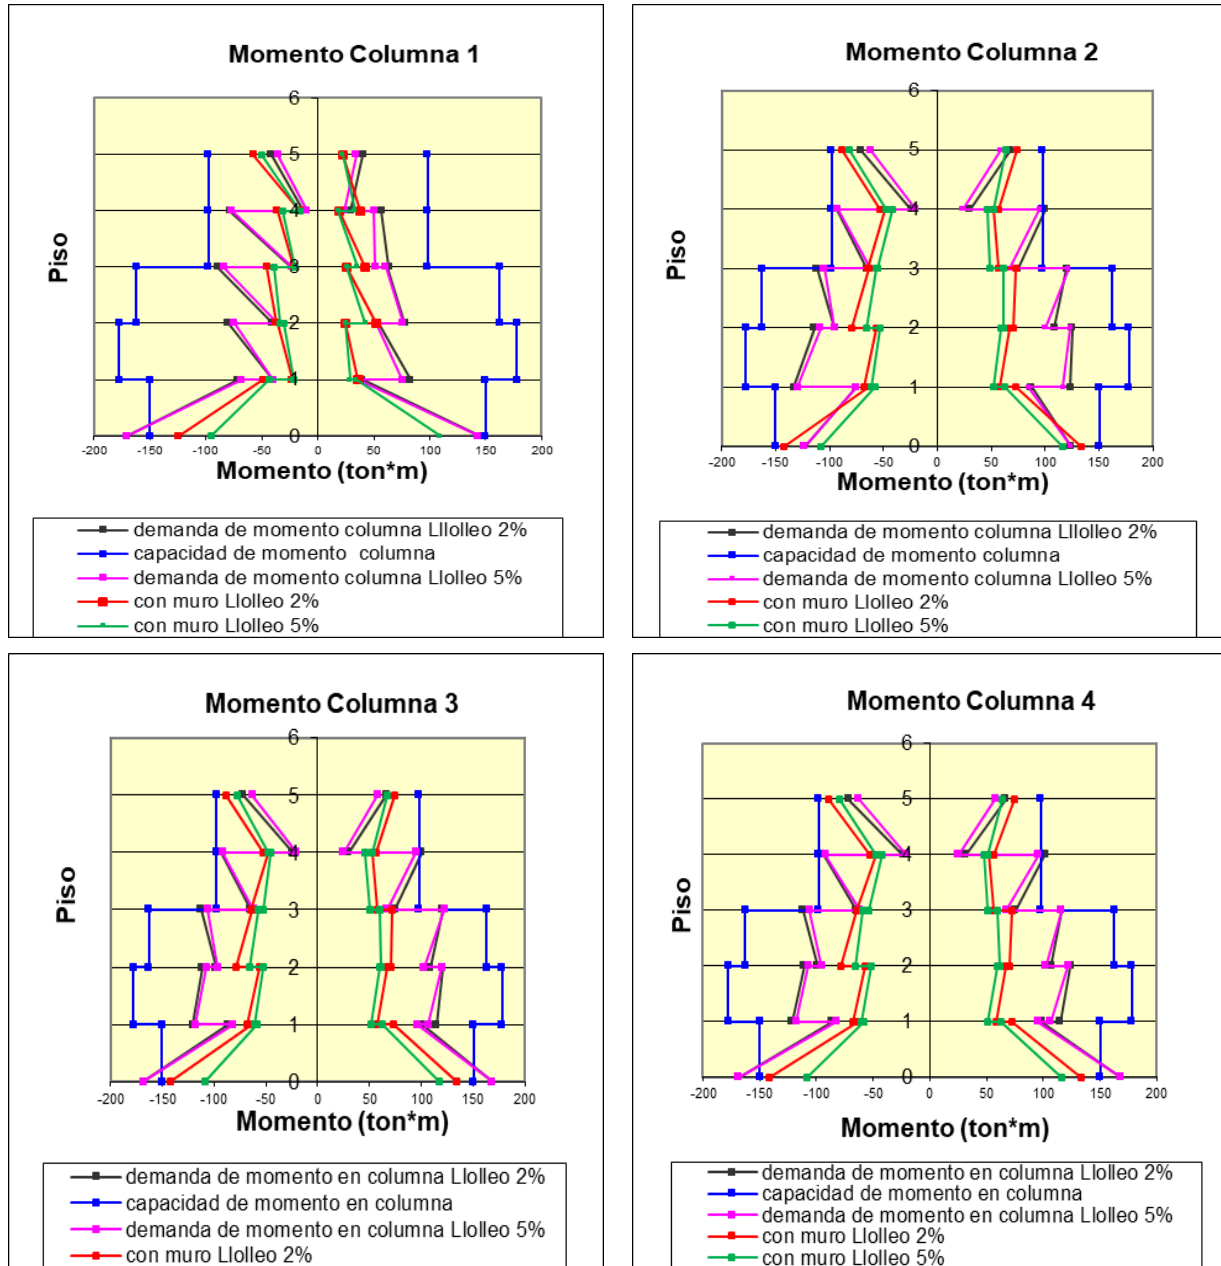 Momento Columna 1
6
5
4
3
2
1
0
-200 -150 -100 -50 0 50 100 150 200
Piso
Momento (ton*m)
demanda de momento columna Lllolleo 2%
capacidad de momento columna
demanda de momento columna Llolleo 5%
con muro Llolleo 2%
con muro Llolleo 5%
Momento Columna 2
6
5
4
3
2
1
0
-200 -150 -100 -50 0 50 100 150 200
Piso
Momento (ton*m)
demanda de momento columna Lllolleo 2%
capacidad de momento columna
demanda de momento columna Llolleo 5%
con muro Llolleo 2%
con muro Llolleo 5%
Momento Columna 3
6
5
4
3
2
1
0
-200 -150 -100 -50 0 50 100 150 200
Piso
Momento (ton*m)
demanda de momento en columna Llolleo 2%
capacidad de momento en columna
demanda de momento en columna Llolleo 5%
con muro Llolleo 2%
Momento Columna 4
6
5
4
3
2
1
0
-200 -150 -100 -50 0 50 100 150 200
Piso
Momento (ton*m)
demanda de momento en columna Llolleo 2%
capacidad de momento en columna
demanda de momento en columna Llolleo 5%
con muro Llolleo 2%
con muro Llolleo 5%